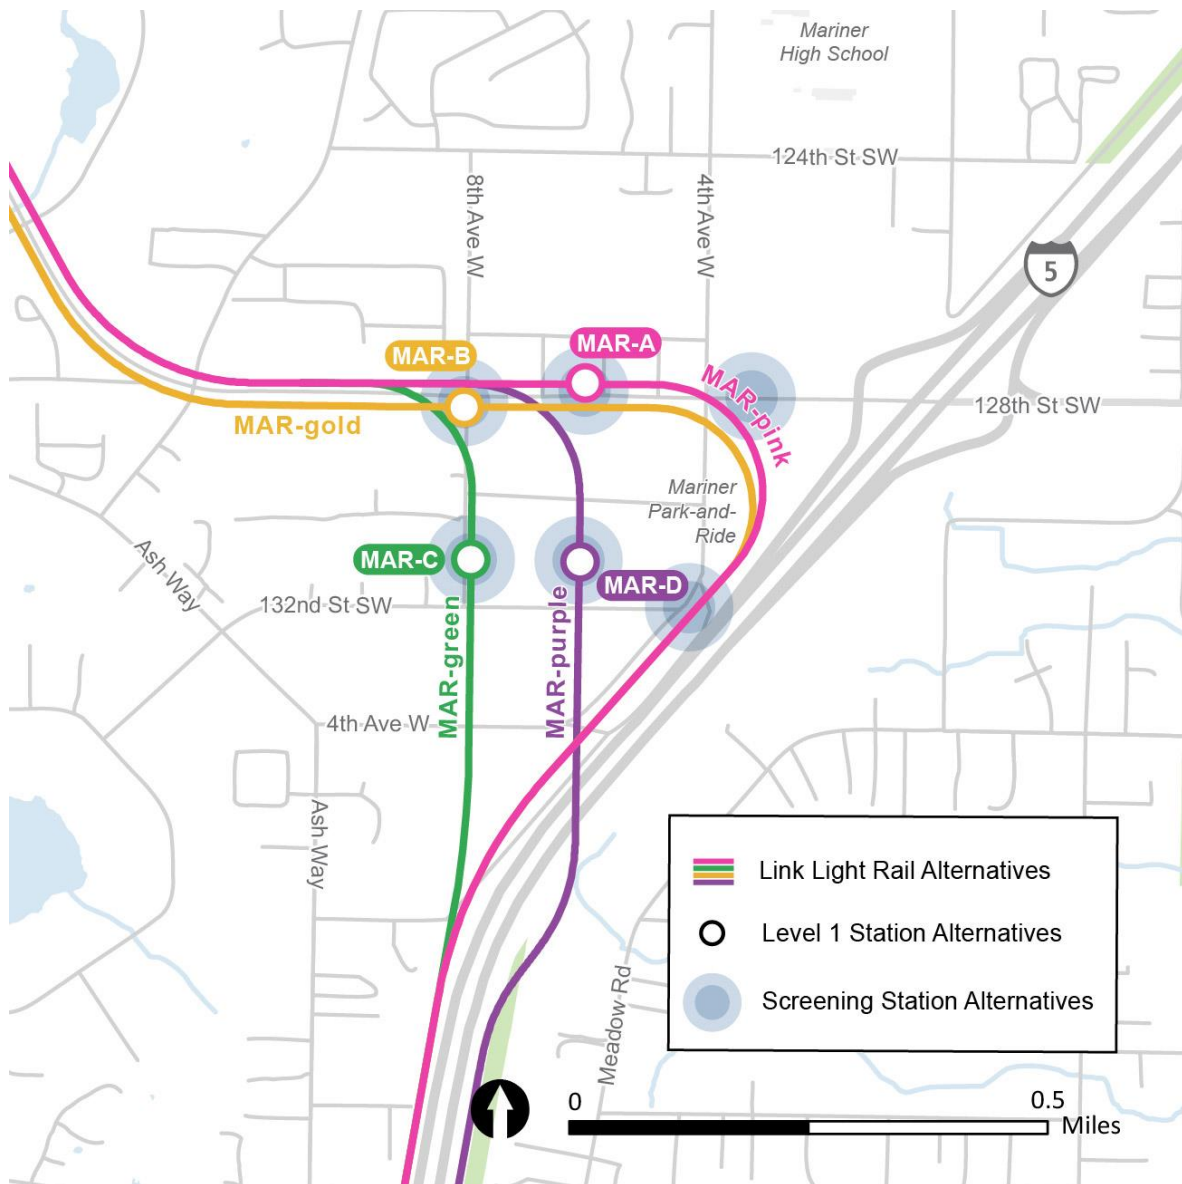 Mariner
High School
124th St SW
8th Ave W
4th Ave W
5
MAR-A
MAR-B
MAR-pink
128th St SW
MAR-gold
Mariner
Park-and-
Ride
Ash Way
MAR-C
MAR-D
132nd St SW
MAR-green
MAR-purple
4th Ave W
Ash Way
Link Light Rail Alternatives
Level 1 Station Alternatives
Screening Station Alternatives
Meadow Rd
0
0.5
Miles